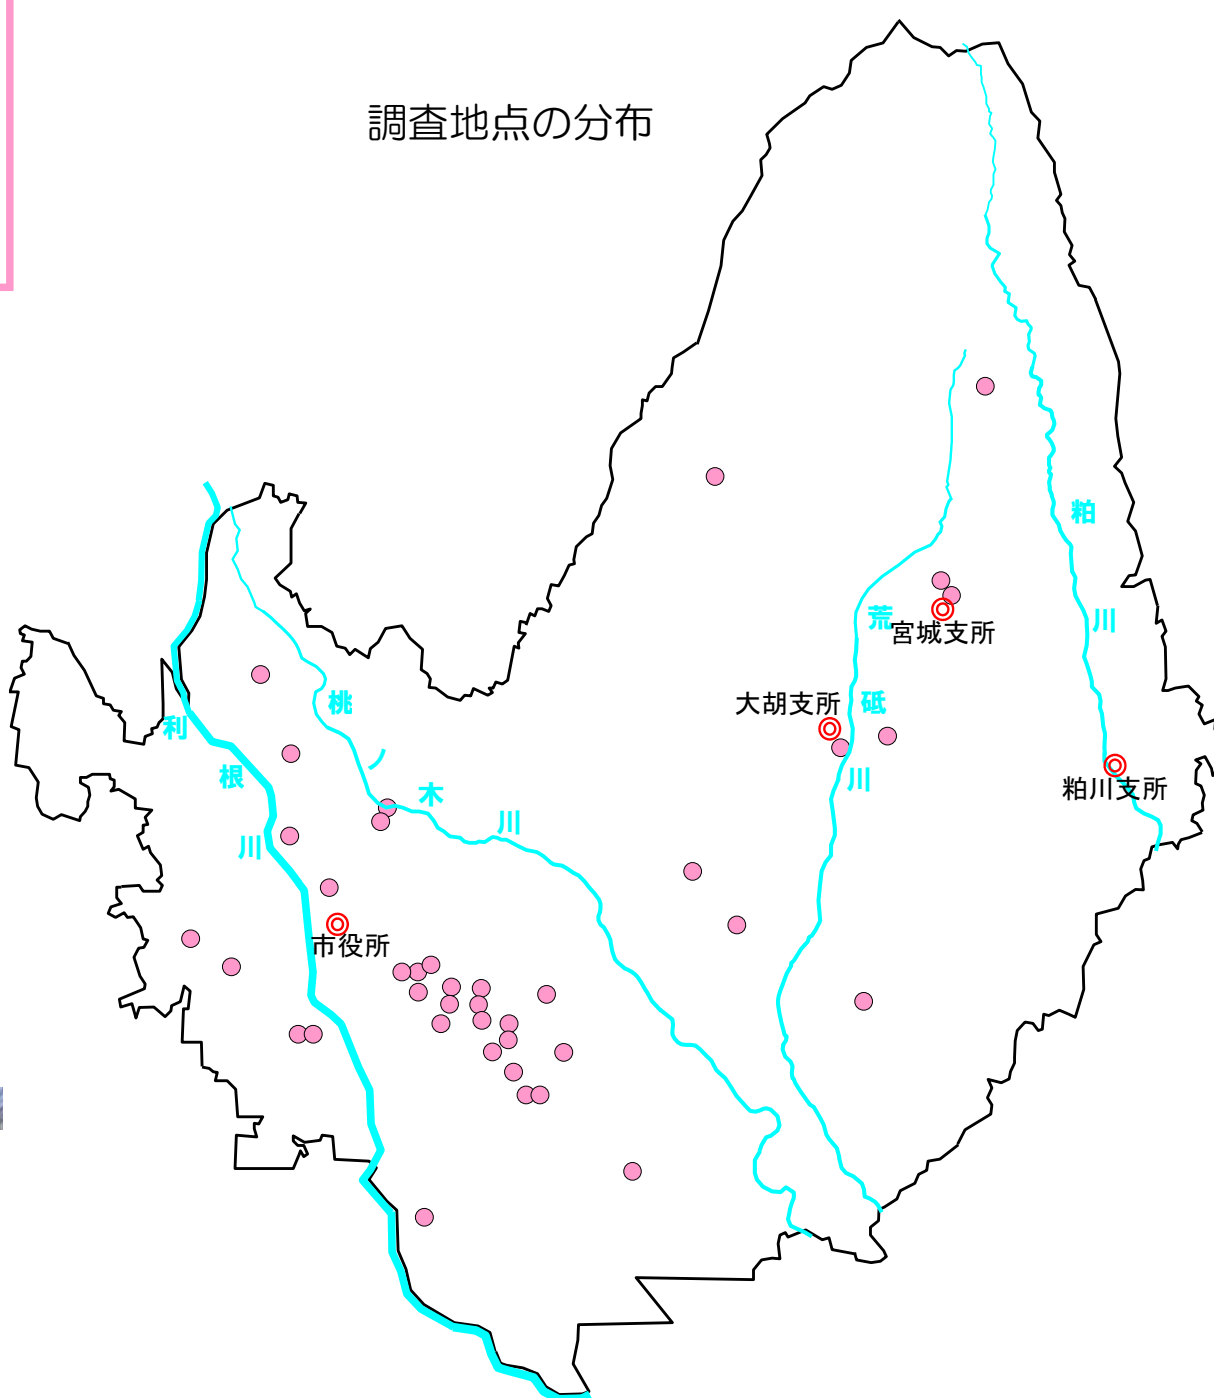 調査地点の分布
粕川
荒砥川
宮城支所
大胡支所
粕川支所
桃ノ木川
利根川
市役所